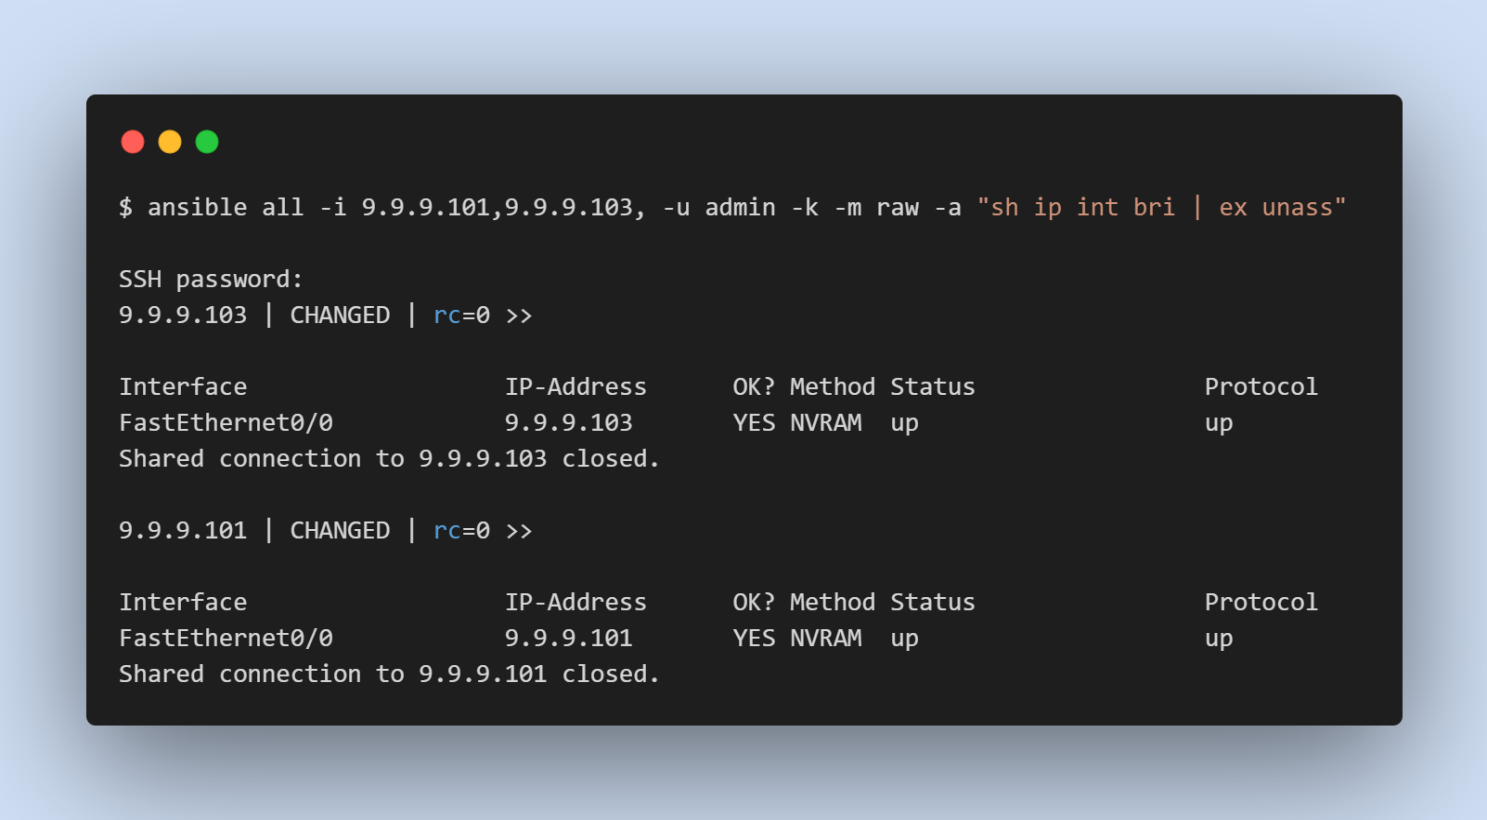 $ ansible all -i 9.9.9.101,9.9.9.103, -u admin -k -m raw -a "sh ip int bri | ex unass"
SSH password:
9.9.9.103 | CHANGED | rc=0 >>
Interface                  IP-Address      OK? Method Status                Protocol
FastEthernet0/0            9.9.9.103       YES NVRAM  up                    up
Shared connection to 9.9.9.103 closed.
9.9.9.101 | CHANGED | rc=0 >>
Interface                  IP-Address      OK? Method Status                Protocol
FastEthernet0/0            9.9.9.101       YES NVRAM  up                    up
Shared connection to 9.9.9.101 closed.